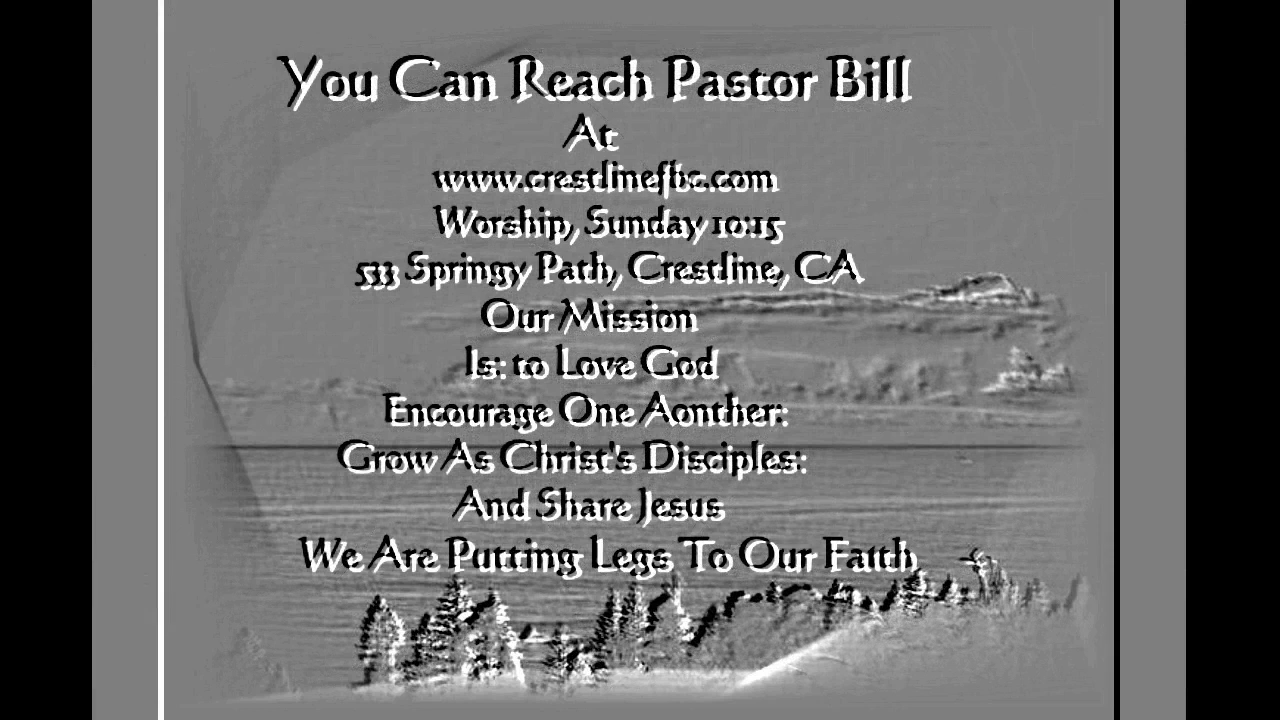 You Can Reach Pastor Bill
At
www.crestlinefbc.com
Worship, Sunday 10:15
533 Springy Path, Crestline, CA
Our Mission
Is: to Love God
Encourage One Aonther:
Grow As Christ's Disciples:
And Share Jesus
We Are Putting Legs To Our Faith